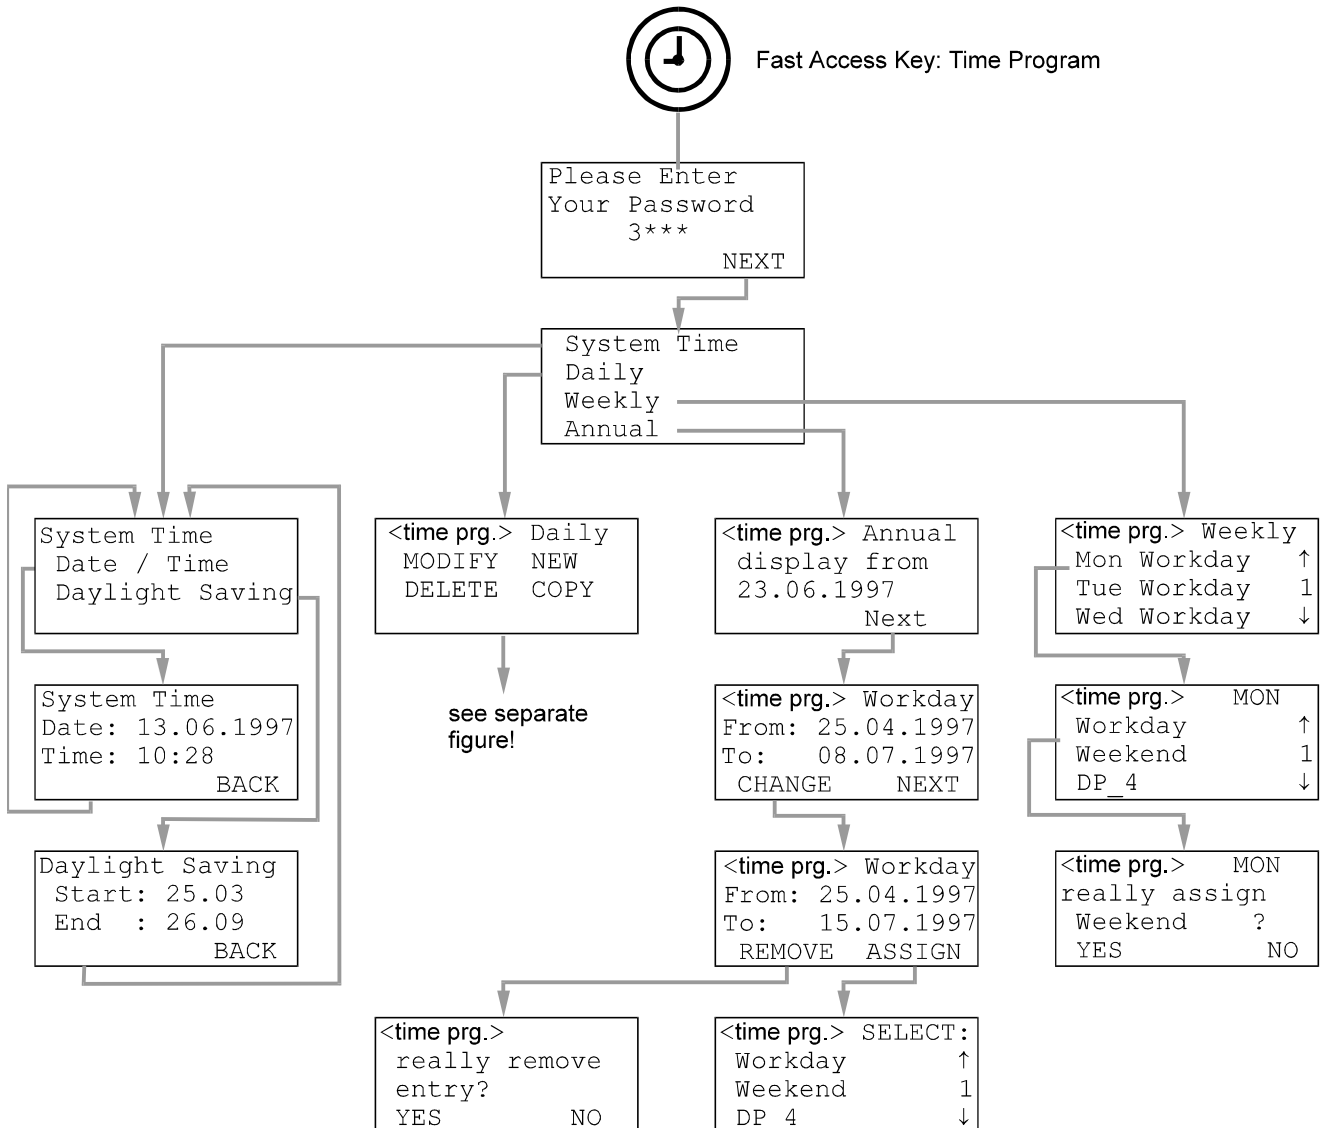 Fast Access Key: Time Program
Please Enter
Your Password
3***
NEXT
System Time
Daily
Weekly
Annual
System Time
Date / Time
Daylight Saving
<time prg.> Daily
MODIFY NEW
DELETE COPY
<time prg.> Annual
display from
23.06.1997
Next
<time prg.> Weekly
Mon Workday ↑
Tue Workday 1
Wed Workday ↓
System Time
Date: 13.06.1997
Time: 10:28
BACK
see separate
figure!
<time prg.> Workday
From: 25.04.1997
To: 08.07.1997
CHANGE NEXT
<time prg.> MON
Workday ↑
Weekend 1
DP_4 ↓
Daylight Saving
Start: 25.03
End : 26.09
BACK
<time prg.> Workday
From: 25.04.1997
To: 15.07.1997
REMOVE ASSIGN
<time prg.> MON
really assign
Weekend ?
YES NO
<time prg.>
really remove
entry?
YES NO
<time prg.> SELECT:
Workday ↑
Weekend 1
DP 4 ↓